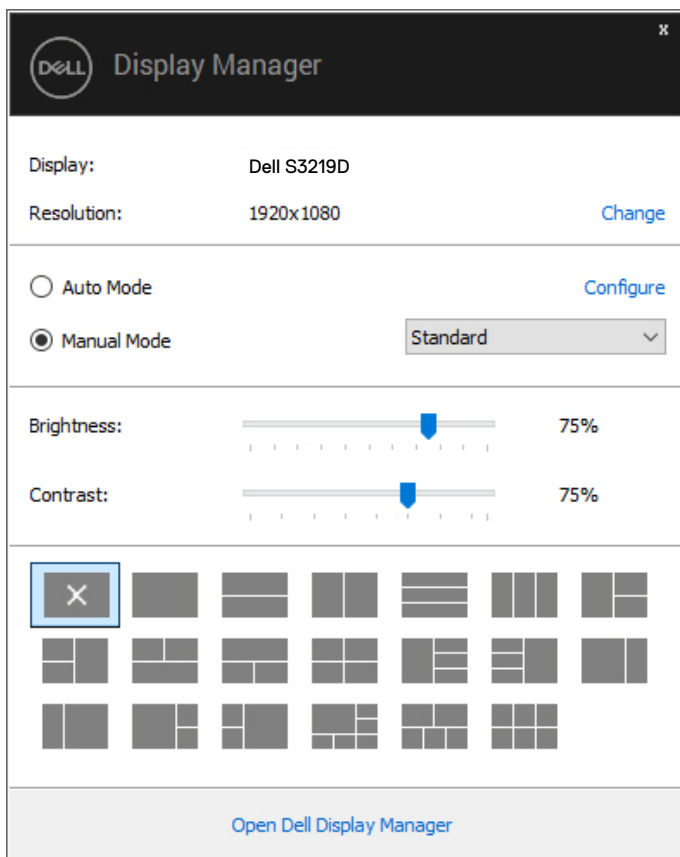 x
DELL Display Manager
Display: Dell S3219D
Resolution: 1920x1080 Change
Auto Mode Configure
Manual Mode Standard
Brightness: 75%
Contrast: 75%
Open Dell Display Manager